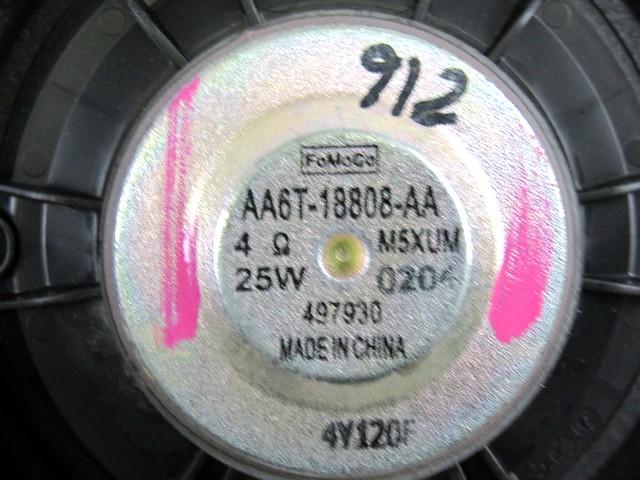 912
FoMoCo
AA6T-18808-AA
4 Ω M5XUM
25W 0204
497930
MADE IN CHINA
4Y120F